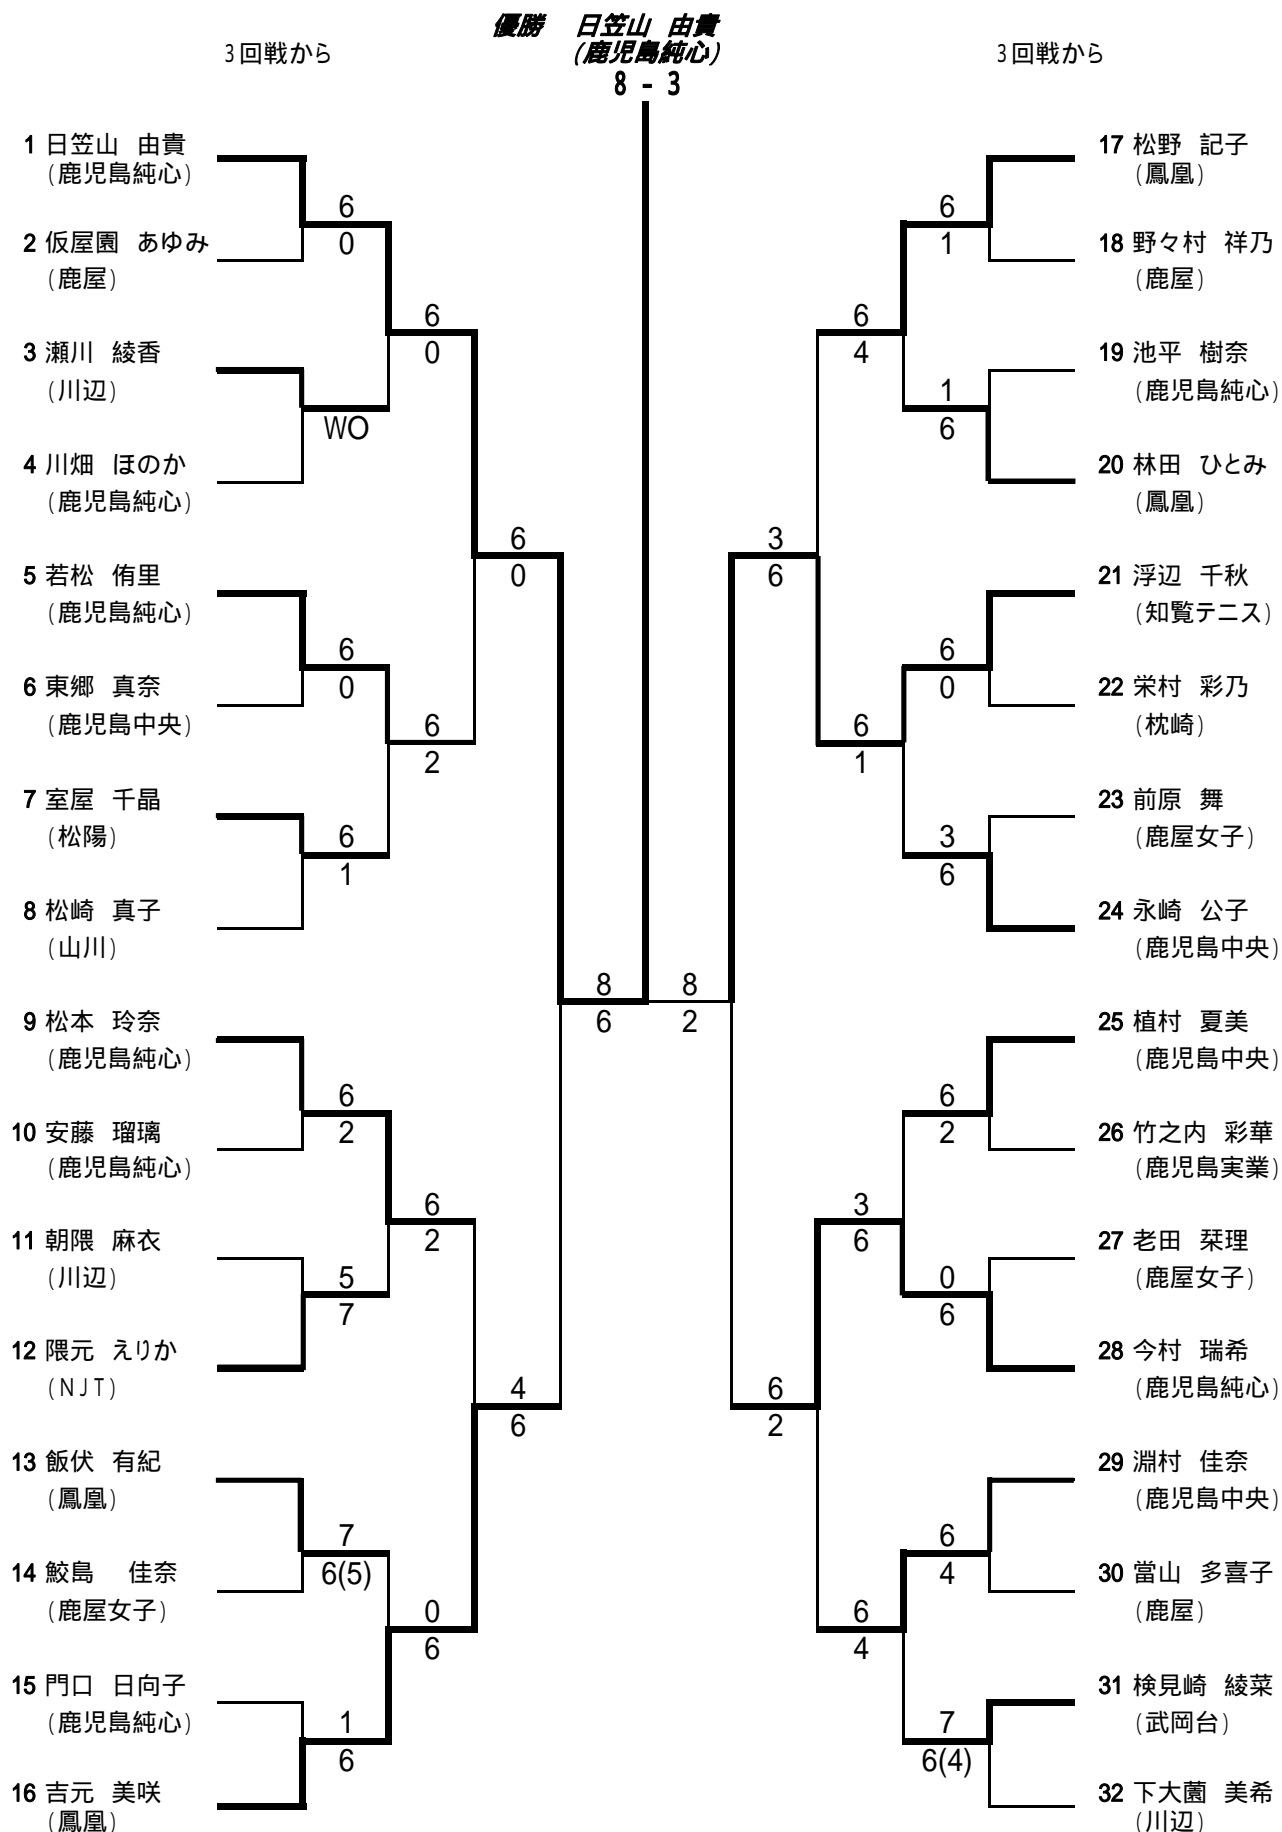 優勝 日笠山 由貴
(鹿児島純心)
8 - 3
3回戦から
3回戦から
1 日笠山 由貴
(鹿児島純心)
2 仮屋園 あゆみ
(鹿屋)
3 瀬川 綾香
(川辺)
4 川畑 ほのか
(鹿児島純心)
5 若松 侑里
(鹿児島純心)
6 東郷 真奈
(鹿児島中央)
7 室屋 千晶
(松陽)
8 松崎 真子
(山川)
9 松本 玲奈
(鹿児島純心)
10 安藤 瑠璃
(鹿児島純心)
11 朝隈 麻衣
(川辺)
12 隈元 えりか
(NJT)
13 飯伏 有紀
(鳳凰)
14 鮫島 佳奈
(鹿屋女子)
15 門口 日向子
(鹿児島純心)
16 吉元 美咲
(鳳凰)
6
0
WO
6
0
6
1
6
2
5
7
7
6(5)
1
6
6
0
6
2
6
2
0
6
6
0
4
6
8
6
8
2
3
6
6
2
6
4
6
1
3
6
6
4
6
1
1
6
6
0
3
6
6
2
0
6
6
4
7
6(4)
17 松野 記子
(鳳凰)
18 野々村 祥乃
(鹿屋)
19 池平 樹奈
(鹿児島純心)
20 林田 ひとみ
(鳳凰)
21 浮辺 千秋
(知覧テニス)
22 栄村 彩乃
(枕崎)
23 前原 舞
(鹿屋女子)
24 永崎 公子
(鹿児島中央)
25 植村 夏美
(鹿児島中央)
26 竹之内 彩華
(鹿児島実業)
27 老田 栞理
(鹿屋女子)
28 今村 瑞希
(鹿児島純心)
29 淵村 佳奈
(鹿児島中央)
30 當山 多喜子
(鹿屋)
31 検見崎 綾菜
(武岡台)
32 下大薗 美希
(川辺)